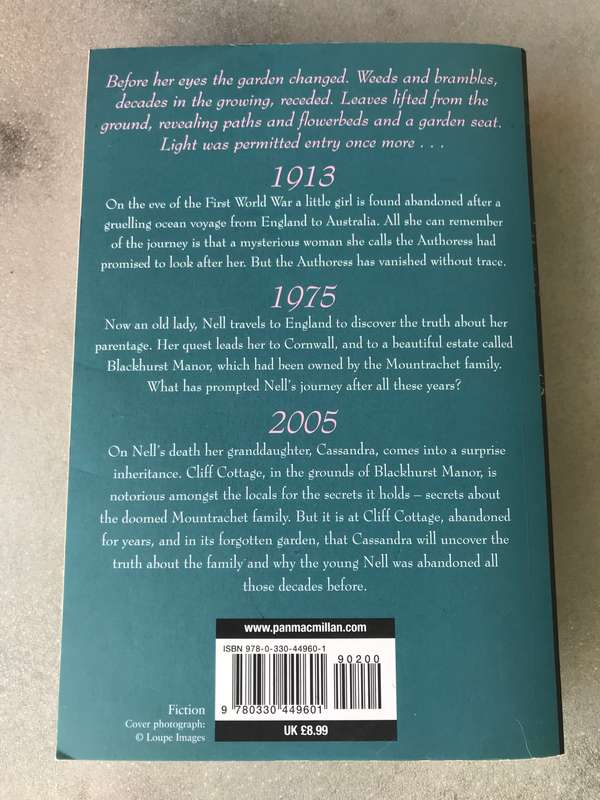 Before her eyes the garden changed. Weeds and brambles,
decades in the growing, receded. Leaves lifted from the
ground, revealing paths and flowerbeds and a garden seat.
Light was permitted entry once more . . .
1913
On the eve of the First World War a little girl is found abandoned after a
gruelling ocean voyage from England to Australia. All she can remember
of the journey is that a mysterious woman she calls the Authoress had
promised to look after her. But the Authoress has vanished without trace.
1975
Now an old lady, Nell travels to England to discover the truth about her
parentage. Her quest leads her to Cornwall, and to a beautiful estate called
Blackhurst Manor, which had been owned by the Mountrachet family.
What has prompted Nell's journey after all these years?
2005
On Nell's death her granddaughter, Cassandra, comes into a surprise
inheritance. Cliff Cottage, in the grounds of Blackhurst Manor, is
notorious amongst the locals for the secrets it holds – secrets about
the doomed Mountrachet family. But it is at Cliff Cottage, abandoned
for years, and in its forgotten garden, that Cassandra will uncover the
truth about the family and why the young Nell was abandoned all
those decades before.
www.panmacmillan.com
ISBN 978-0-330-44960-1
90200
9 780330 449601
UK £8.99
Fiction
Cover photograph:
© Loupe Images